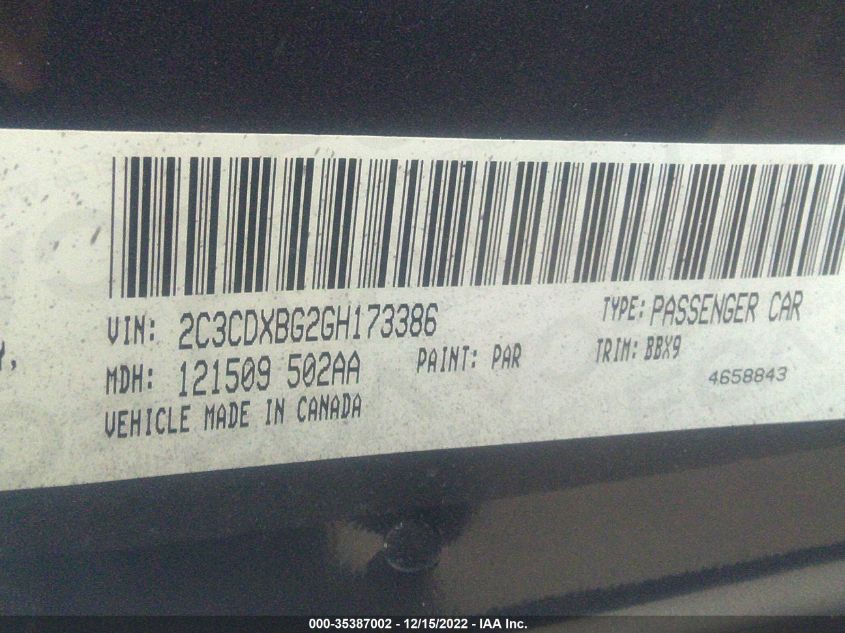 VIN: 2C3CDXBG2GH173386 TYPE: PASSENGER CAR
Y, MDH: 121509 502AA PAINT: PAR TRIM: BBX9
4658843
VEHICLE MADE IN CANADA
000-35387002 - 12/15/2022 - IAA Inc.